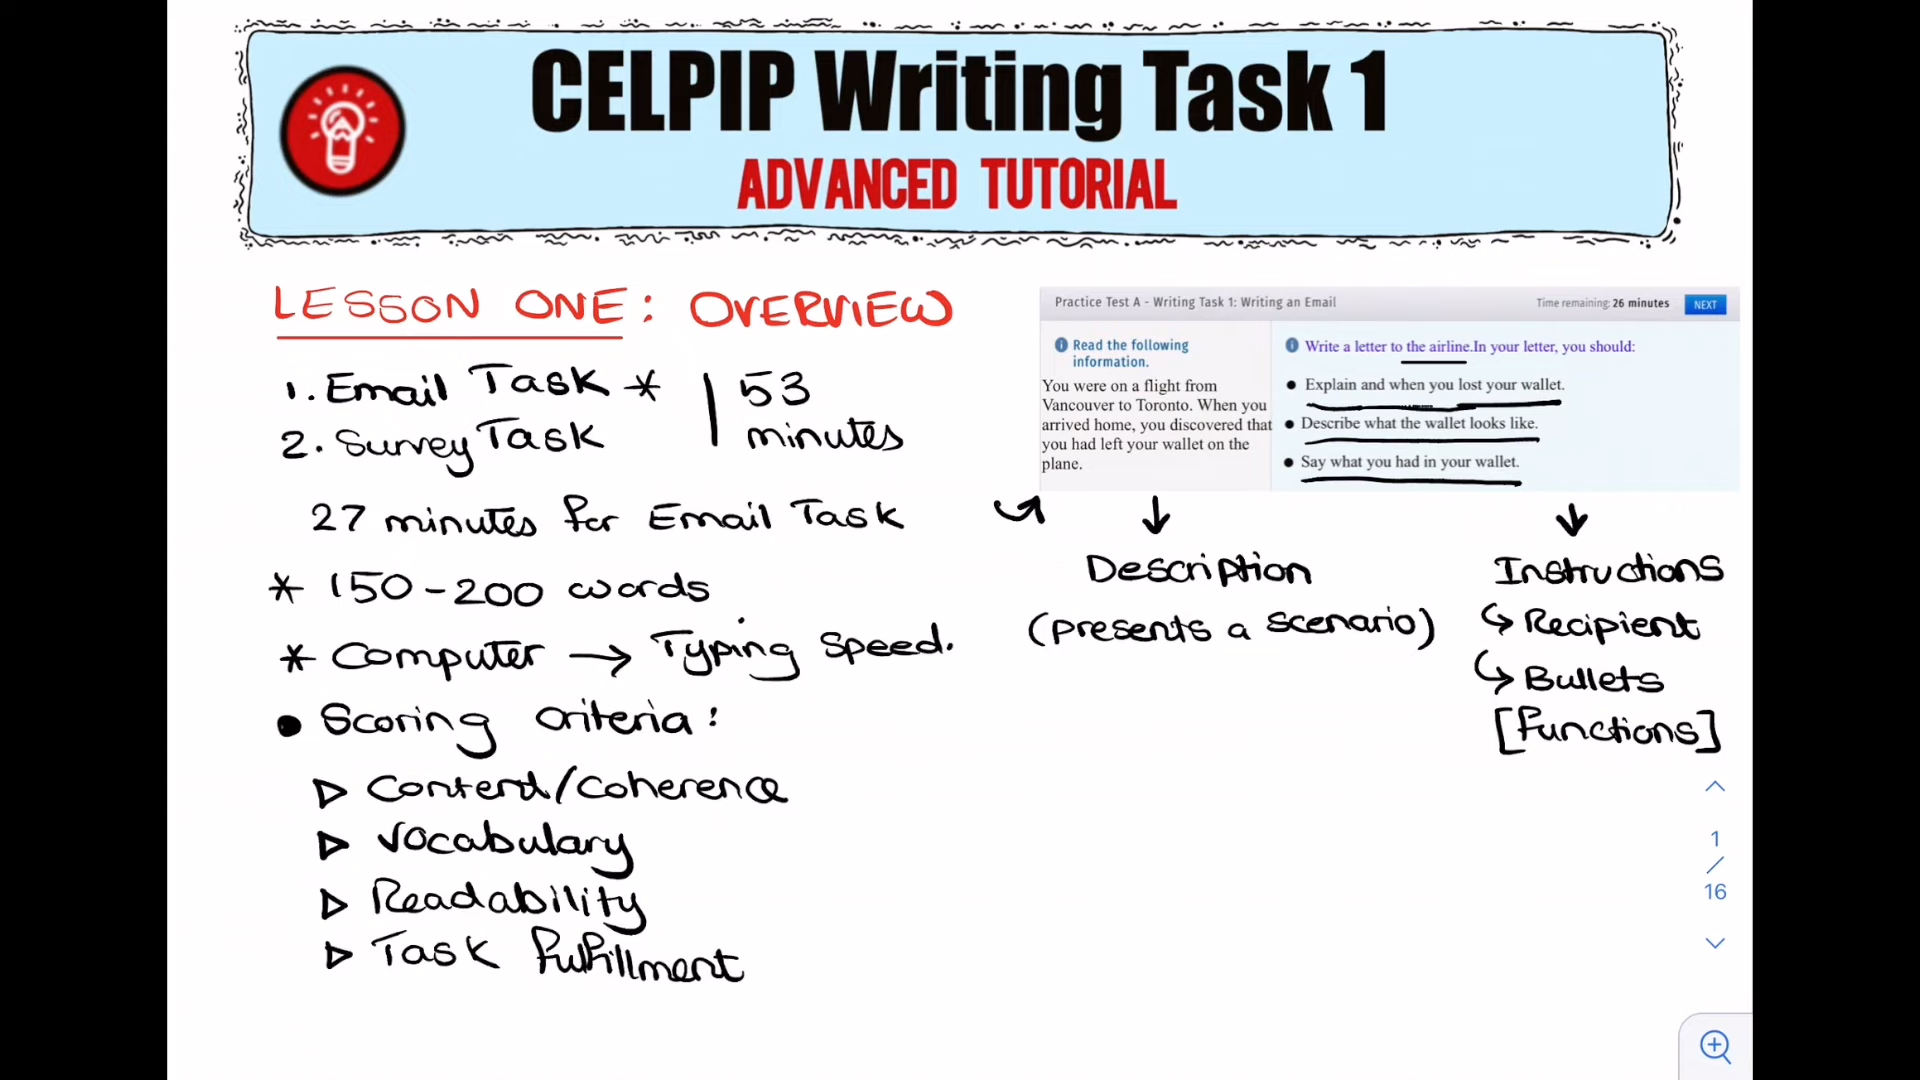 CELPIP Writing Task 1
ADVANCED TUTORIAL
LESSON ONE: OVERVIEW
1. Email Task *
2. Survey Task
53
minutes
27 minutes for Email Task
* 150-200 words
* Computer → Typing speed.
● Scoring criteria:
▷ Content/Coherence
▷ Vocabulary
▷ Readability
▷ Task Fulfillment
Practice Test A - Writing Task 1: Writing an Email
Time remaining: 26 minutes
NEXT
Read the following
information.
You were on a flight from
Vancouver to Toronto. When you
arrived home, you discovered that
you had left your wallet on the
plane.
Write a letter to the airline.In your letter, you should:
● Explain and when you lost your wallet.
● Describe what the wallet looks like.
● Say what you had in your wallet.
Description
(presents a scenario)
Instructions
↳ Recipient
↳ Bullets
[functions]
1
/
16